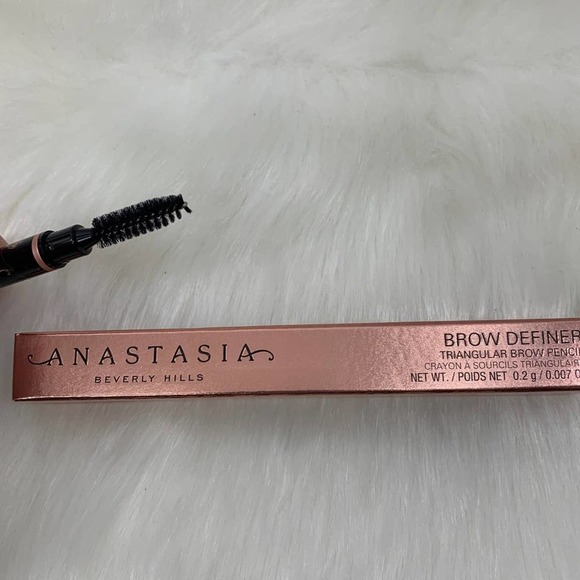 ANASTASIA
BEVERLY HILLS
BROW DEFINER
TRIANGULAR BROW PENCIL
CRAYON À SOURCILS TRIANGULAIRE
NET WT. / POIDS NET 0.2 g / 0.007